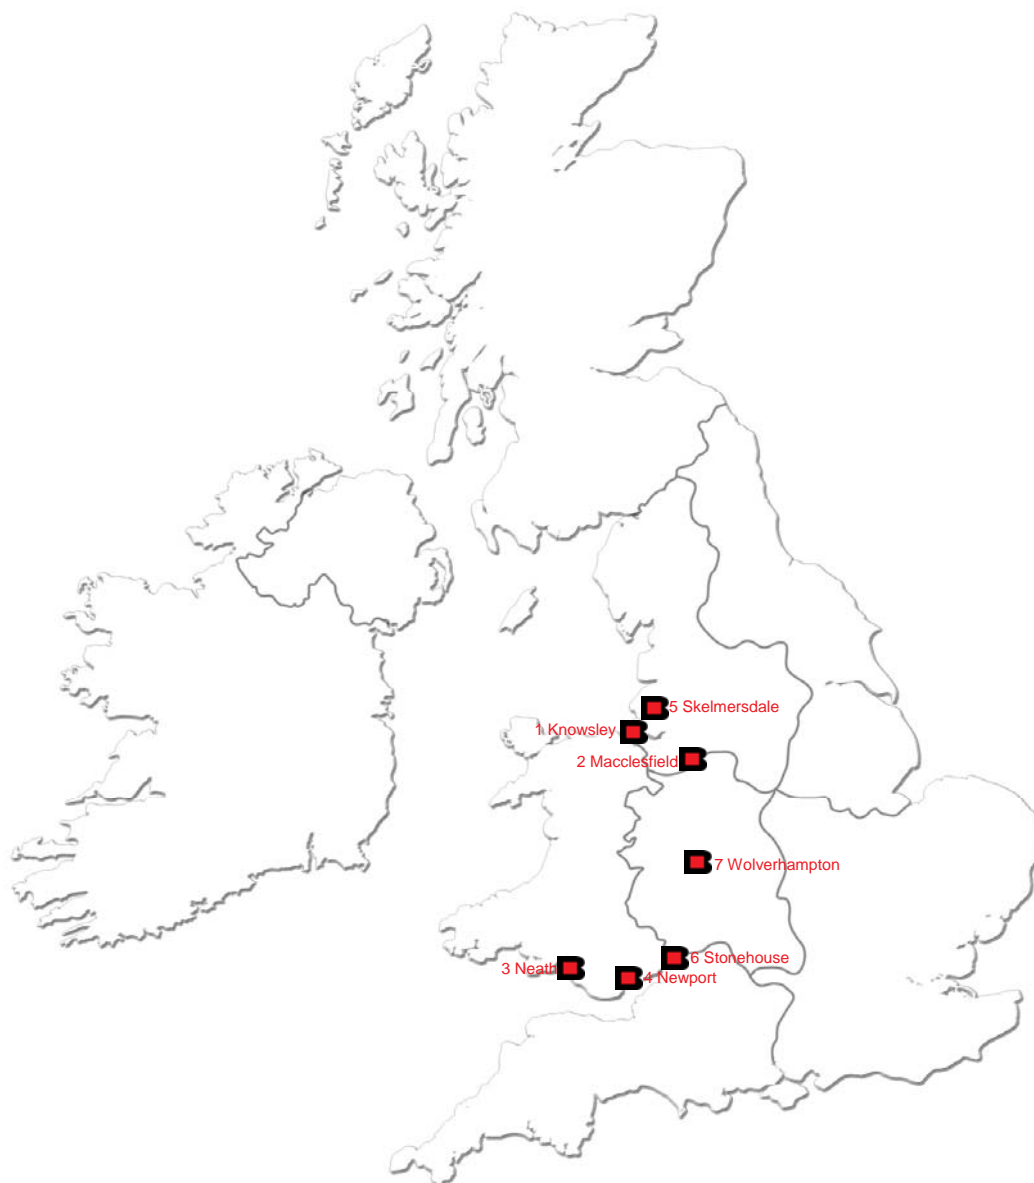 5 Skelmersdale
1 Knowsley
2 Macclesfield
7 Wolverhampton
6 Stonehouse
3 Neath
4 Newport